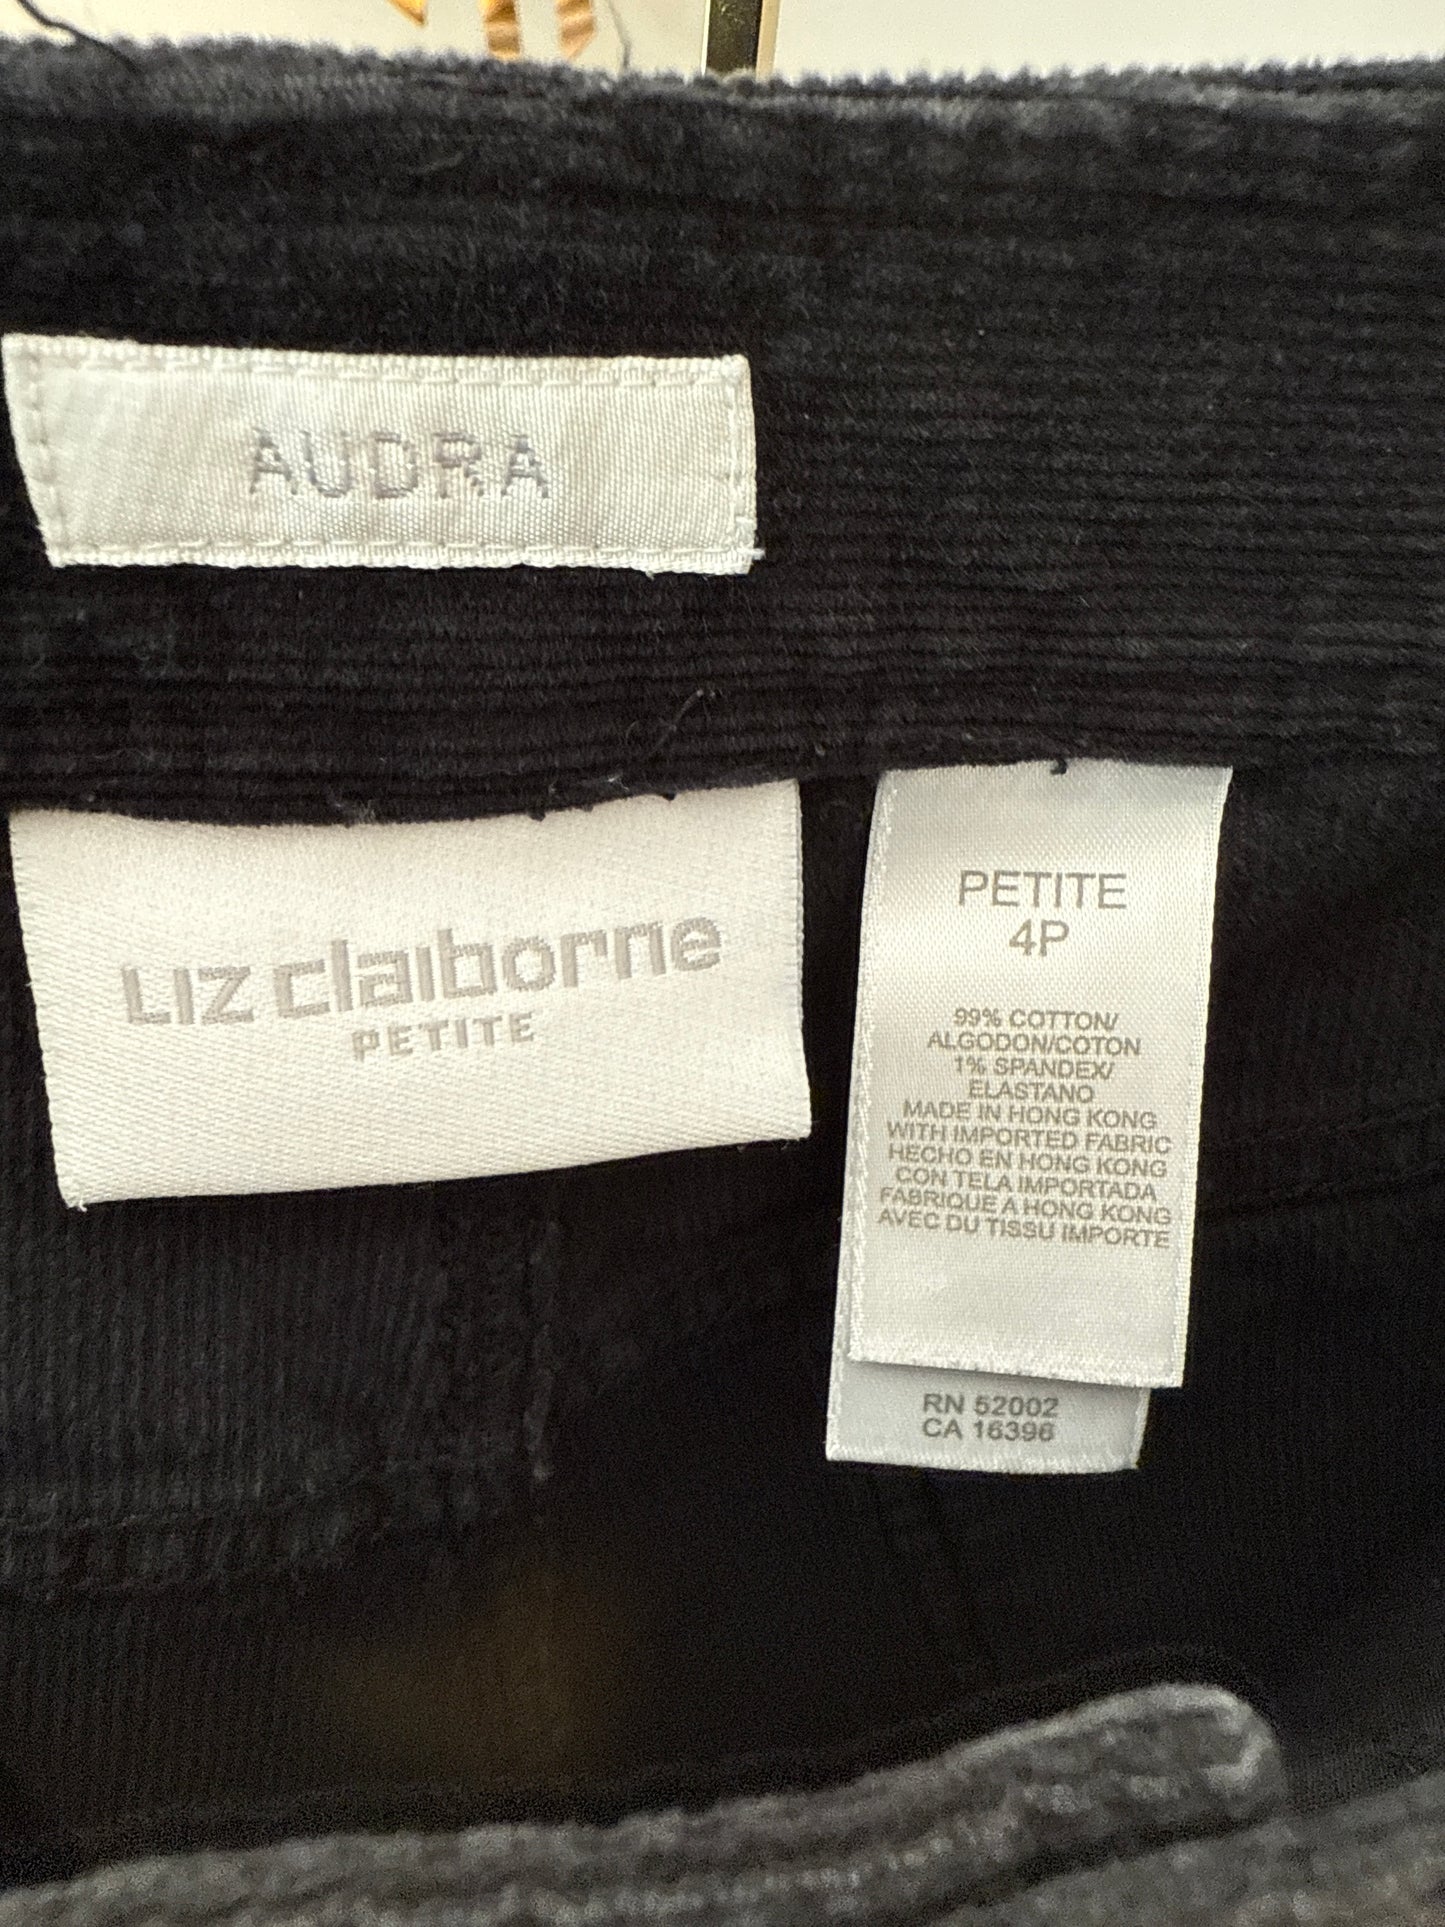 AUDRA
Liz claiborne
PETITE
PETITE
4P
99% COTTON/
ALGODON/COTON
1% SPANDEX/
ELASTANO
MADE IN HONG KONG
WITH IMPORTED FABRIC
HECHO EN HONG KONG
CON TELA IMPORTADA
FABRIQUE A HONG KONG
AVEC DU TISSU IMPORTE
RN 52002
CA 16396